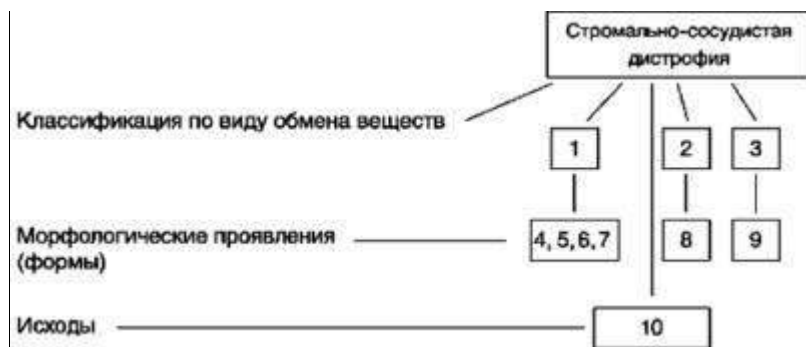 Стромально-сосудистая
дистрофия
Классификация по виду обмена веществ
1
2
3
Морфологические проявления
(формы)
4, 5, 6, 7
8
9
Исходы
10